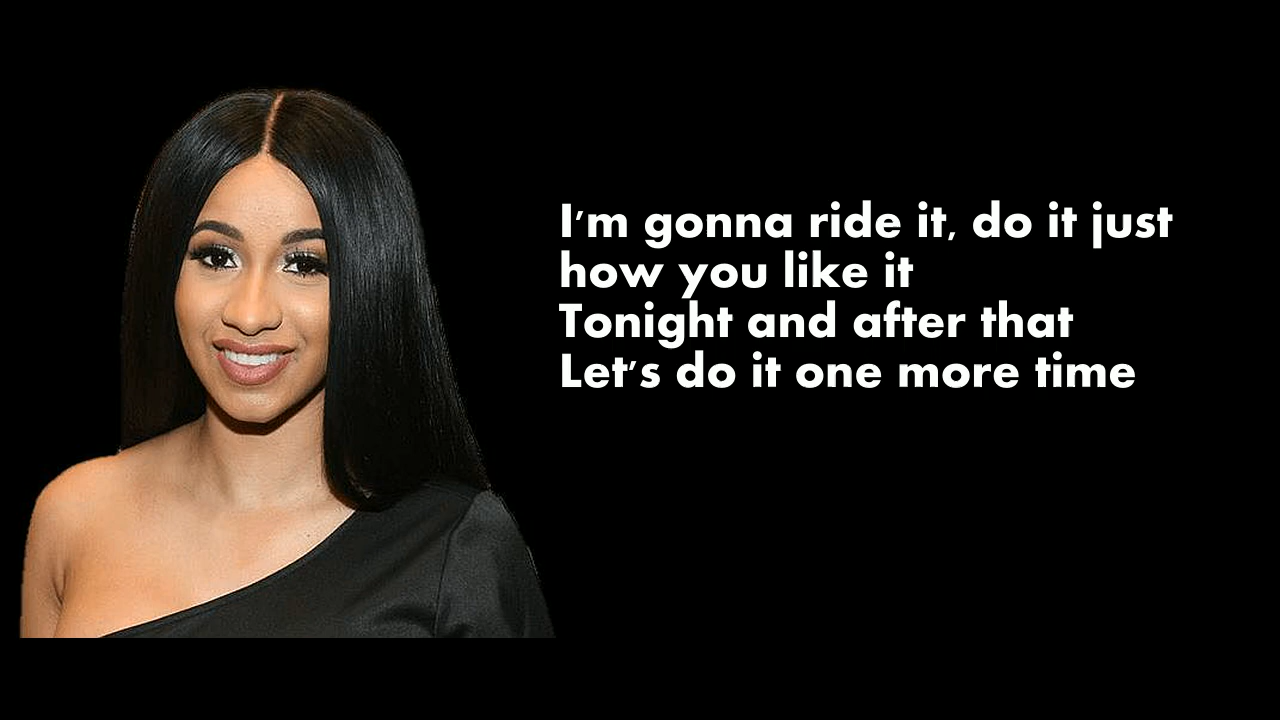 I'm gonna ride it, do it just
how you like it
Tonight and after that
Let's do it one more time